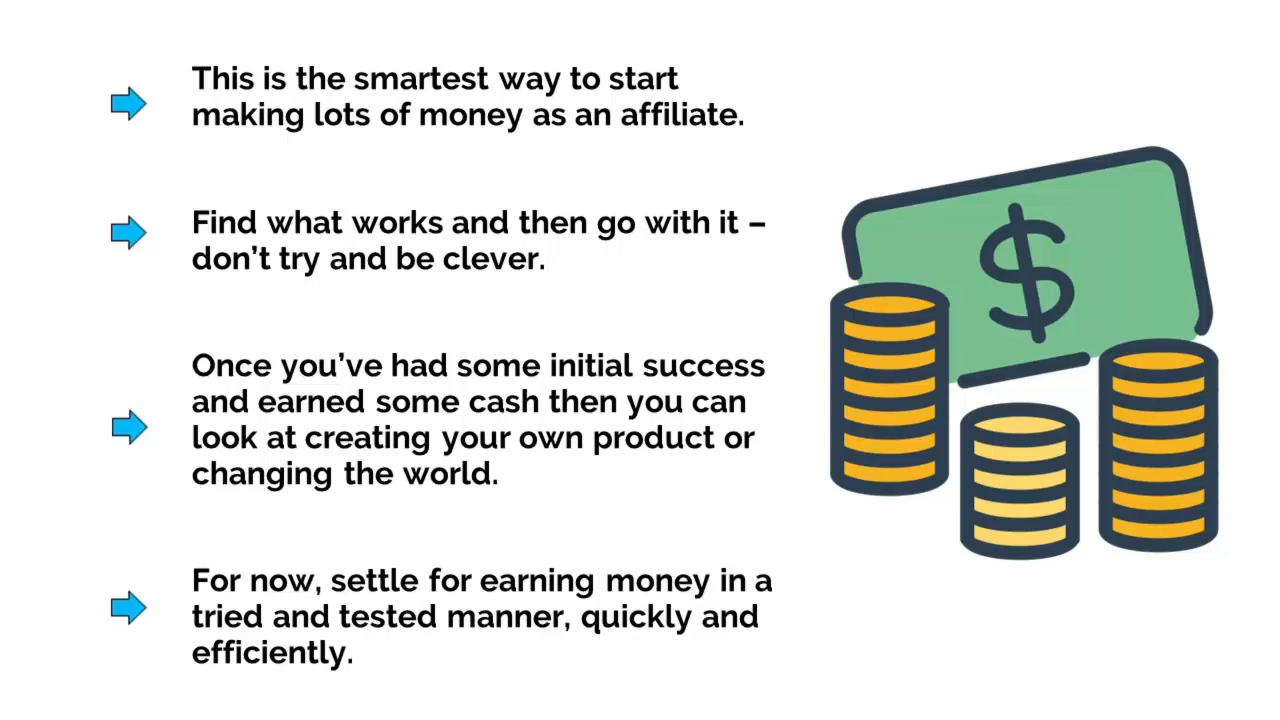 This is the smartest way to start
making lots of money as an affiliate.
Find what works and then go with it –
don’t try and be clever.
Once you’ve had some initial success
and earned some cash then you can
look at creating your own product or
changing the world.
For now, settle for earning money in a
tried and tested manner, quickly and
efficiently.
$